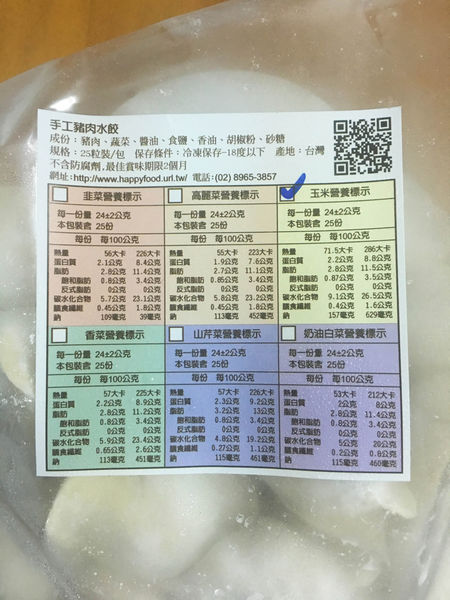 手工豬肉水餃
成份：豬肉、蔬菜、醬油、食鹽、香油、胡椒粉、砂糖
規格：25粒裝/包 保存條件：冷凍保存-18度以下 產地：台灣
不含防腐劑.最佳賞味期限2個月
網址:http://www.happyfood.url.tw/ 電話:(02) 8965-3857
韭菜營養標示 高麗菜營養標示 玉米營養標示
每一份量 24±2公克 每一份量 24±2公克 每一份量 24±2公克
本包裝含 25份 本包裝含 25份 本包裝含 25份
每份 每100公克 每份 每100公克 每份 每100公克
熱量 56大卡 226大卡 熱量 55大卡 223大卡 熱量 71.5大卡 286大卡
蛋白質 2.1公克 8.4公克 蛋白質 1.9公克 7.6公克 蛋白質 2.2公克 8.8公克
脂肪 2.8公克 11.4公克 脂肪 2.7公克 11.1公克 脂肪 2.6公克 10.5公克
飽和脂肪 0.8公克 3.4公克 飽和脂肪 0.85公克 3.4公克 飽和脂肪 0.87公克 3.5公克
反式脂肪 0公克 0公克 反式脂肪 0公克 0公克 反式脂肪 0公克 0公克
碳水化合物 5.7公克 23.1公克 碳水化合物 5.8公克 23.2公克 碳水化合物 9.1公克 26.5公克
膳食纖維 0.45公克 1.8公克 膳食纖維 0.45公克 1.8公克 膳食纖維 0.4公克 1.6公克
鈉 109毫克 39毫克 鈉 113毫克 452毫克 鈉 157毫克 629毫克
香菜營養標示 山芹菜營養標示 奶油白菜營養標示
每一份量 24±2公克 每一份量 24±2公克 每一份量 24±2公克
本包裝含 25份 本包裝含 25份 本包裝含 25份
每份 每100公克 每份 每100公克 每份 每100公克
熱量 57大卡 225大卡 熱量 57大卡 226大卡 熱量 53大卡 212大卡
蛋白質 2.2公克 8.9公克 蛋白質 2.3公克 9.2公克 蛋白質 2公克 8公克
脂肪 2.8公克 11.2公克 脂肪 3.2公克 13公克 脂肪 2.8公克 11.4公克
飽和脂肪 0.8公克 3.4公克 飽和脂肪 0.8公克 3.4公克 飽和脂肪 0.8公克 3.4公克
反式脂肪 0公克 0公克 反式脂肪 0公克 0公克 反式脂肪 0公克 0公克
碳水化合物 5.9公克 23.4公克 碳水化合物 4.8公克 19.2公克 碳水化合物 5公克 20公克
膳食纖維 0.65公克 2.6公克 膳食纖維 0.27公克 1.1公克 膳食纖維 0.2公克 0.8公克
鈉 113毫克 451毫克 鈉 115毫克 461毫克 鈉 115毫克 460毫克